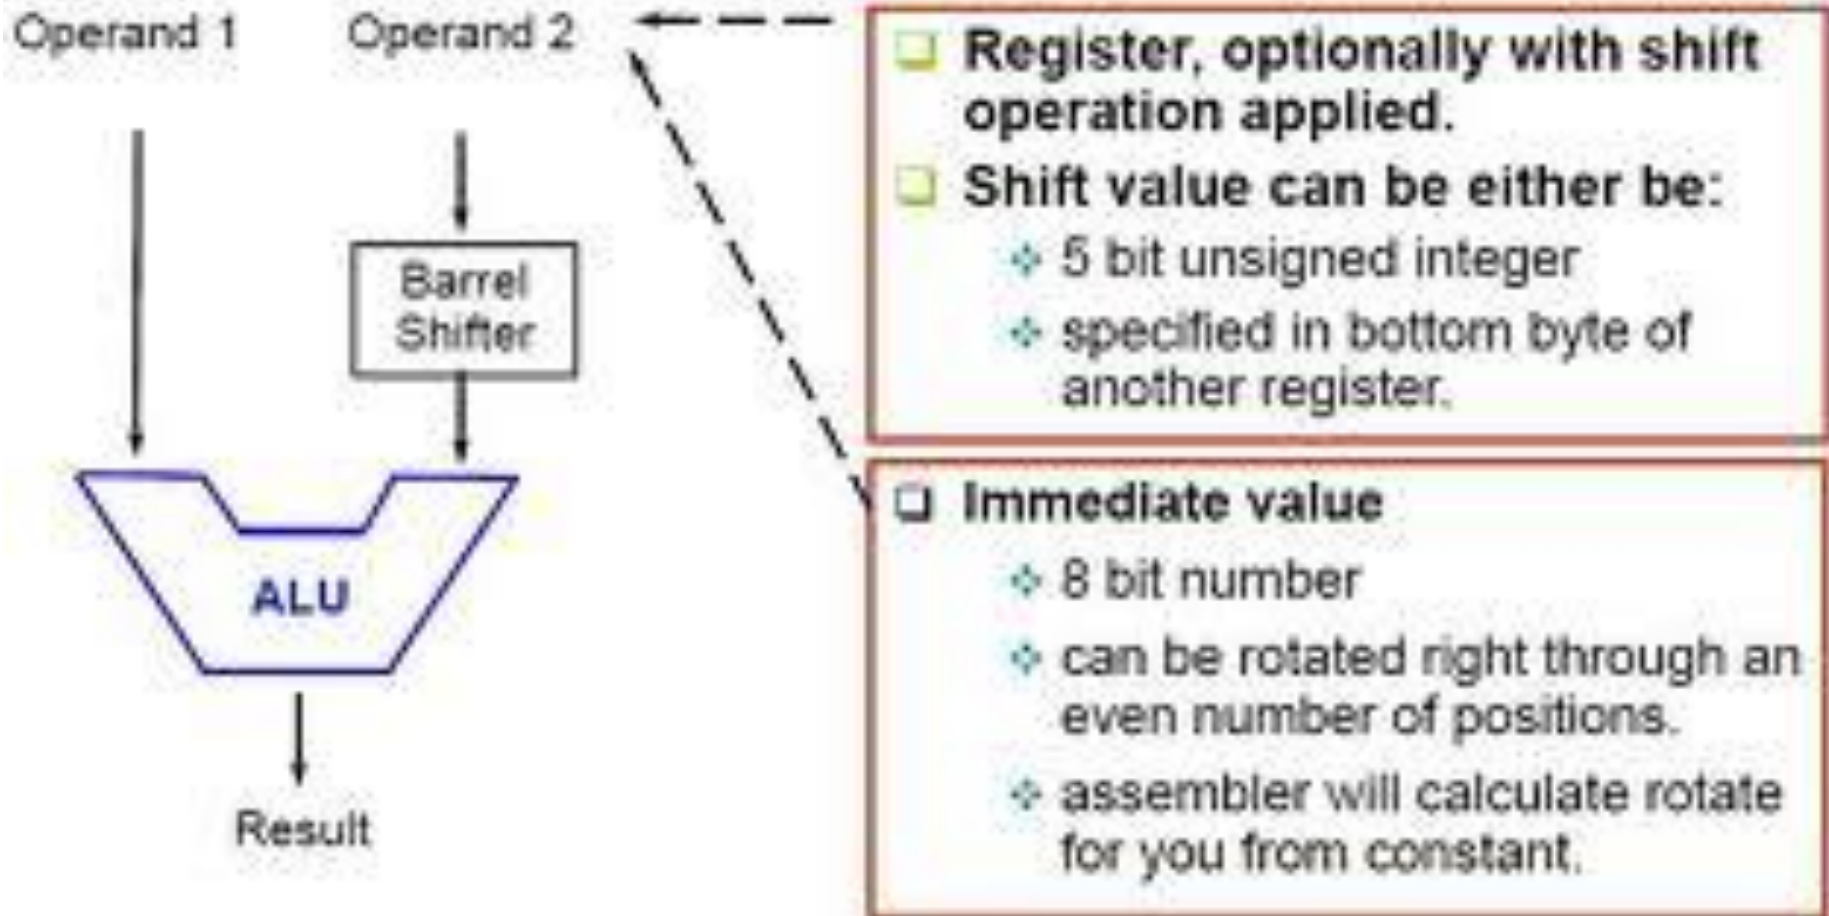 Operand 1
Operand 2
Barrel
Shifter
ALU
Result
Register, optionally with shift
operation applied.
Shift value can be either be:
5 bit unsigned integer
specified in bottom byte of
another register.
Immediate value
8 bit number
can be rotated right through an
even number of positions.
assembler will calculate rotate
for you from constant.